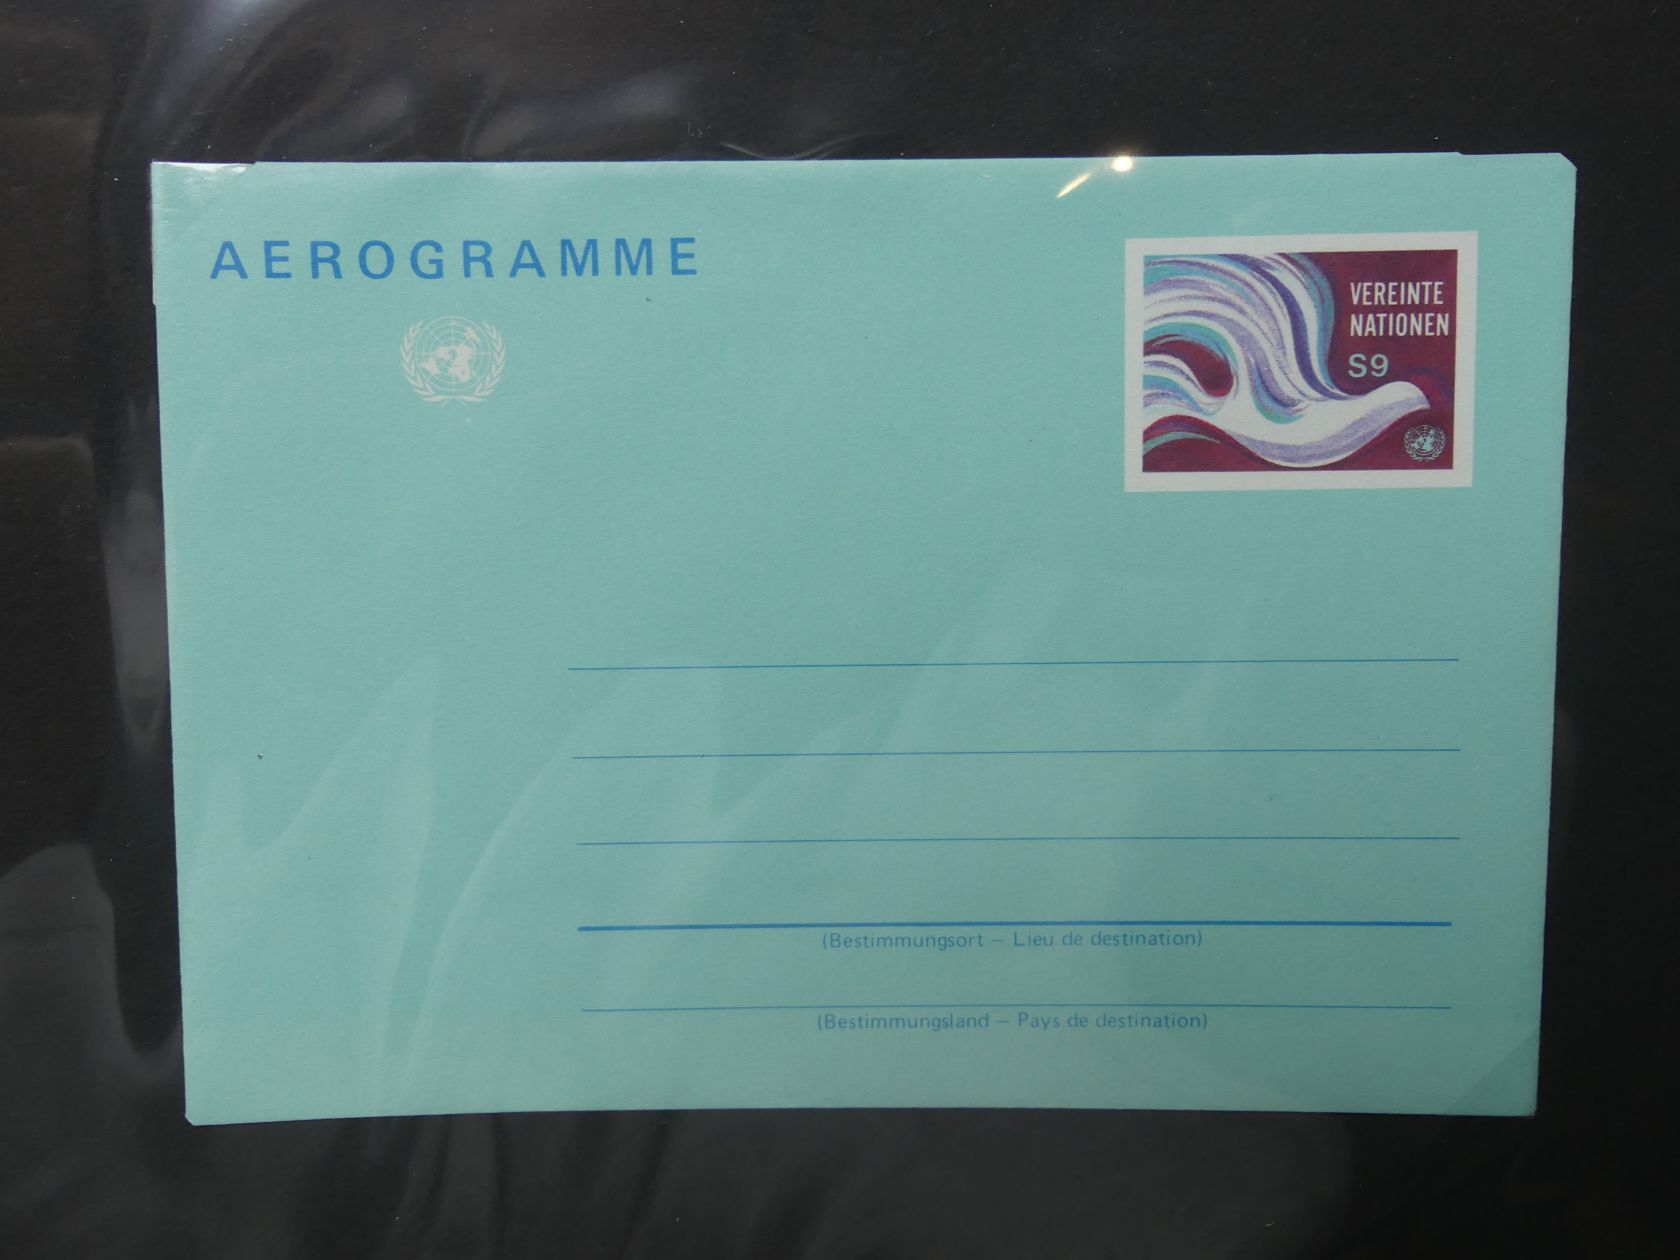 AEROGRAMME
VEREINTE
NATIONEN
S9
(Bestimmungsort – Lieu de destination)
(Bestimmungsland – Pays de destination)